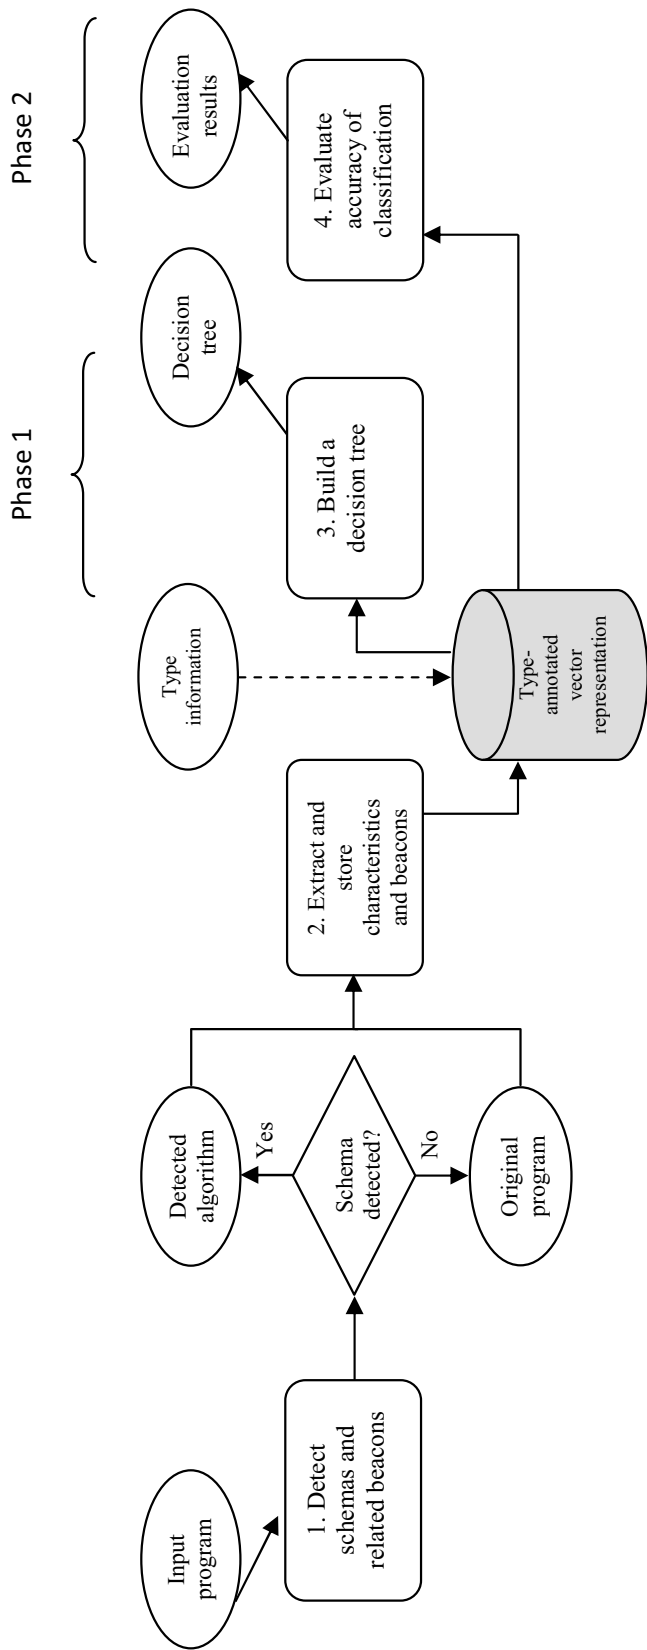 Phase 1
Phase 2
Input
program
1. Detect
schemas and
related beacons
Detected
algorithm
Yes
Schema
detected?
No
Original
program
2. Extract and
store
characteristics
and beacons
Type
information
Type-
annotated
vector
representation
3. Build a
decision tree
Decision
tree
4. Evaluate
accuracy of
classification
Evaluation
results